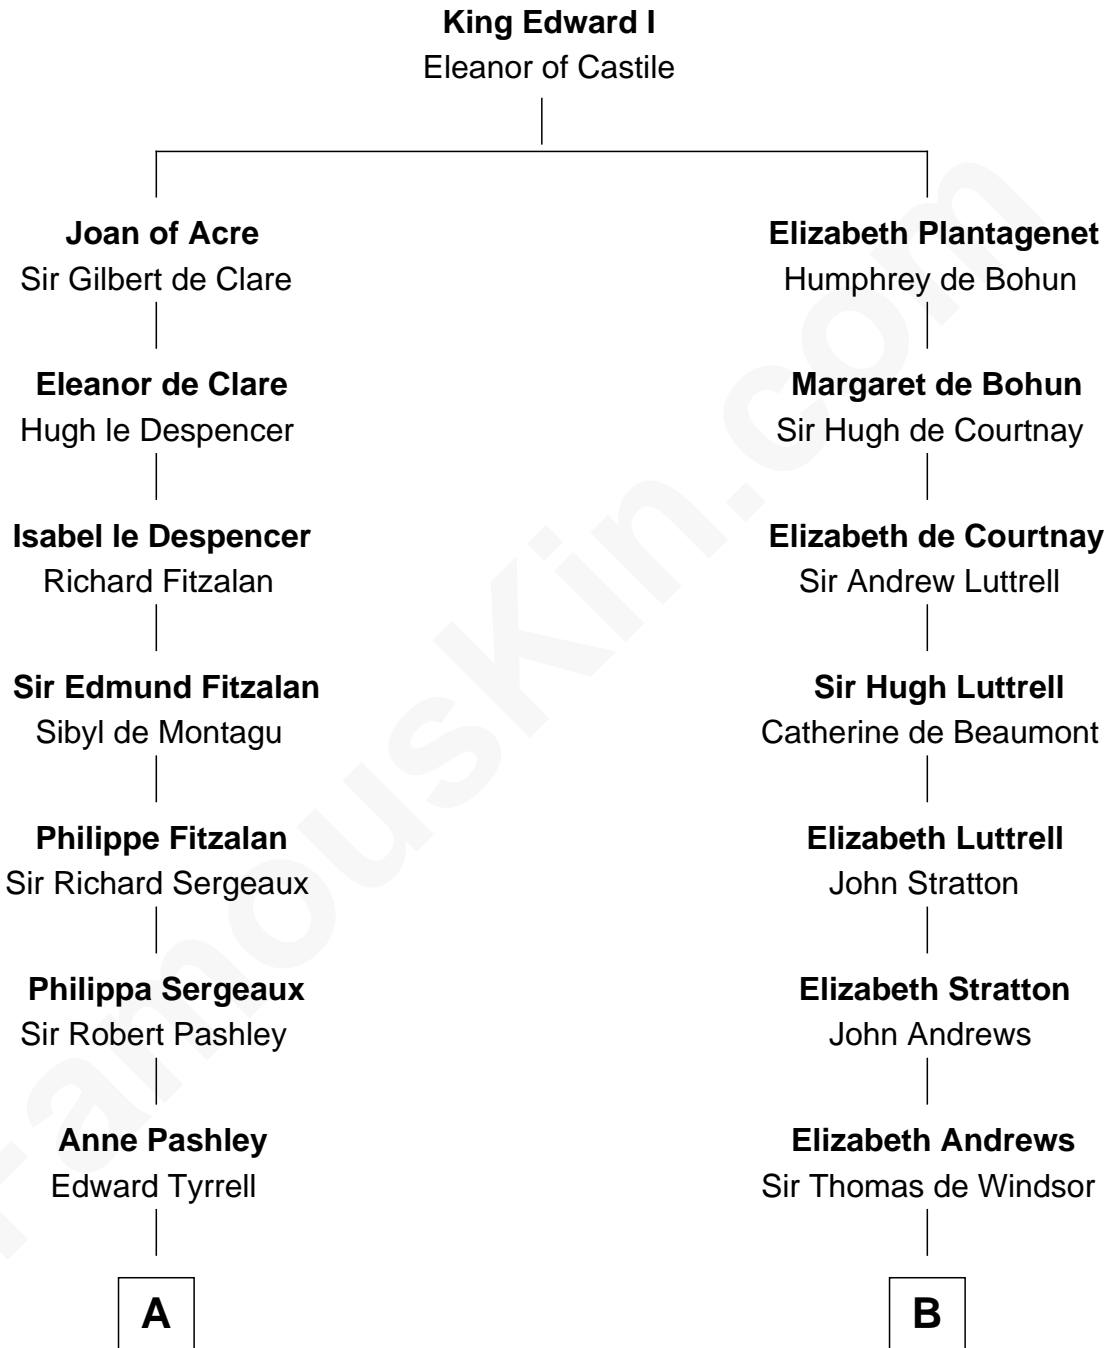 King Edward I
Eleanor of Castile
Joan of Acre
Sir Gilbert de Clare
Elizabeth Plantagenet
Humphrey de Bohun
Eleanor de Clare
Hugh le Despencer
Margaret de Bohun
Sir Hugh de Courtnay
Isabel le Despencer
Richard Fitzalan
Elizabeth de Courtnay
Sir Andrew Luttrell
Sir Edmund Fitzalan
Sibyl de Montagu
Sir Hugh Luttrell
Catherine de Beaumont
Philippe Fitzalan
Sir Richard Sergeaux
Elizabeth Luttrell
John Stratton
Philippa Sergeaux
Sir Robert Pashley
Elizabeth Stratton
John Andrews
Anne Pashley
Edward Tyrrell
Elizabeth Andrews
Sir Thomas de Windsor
A
B
FamousKin.com